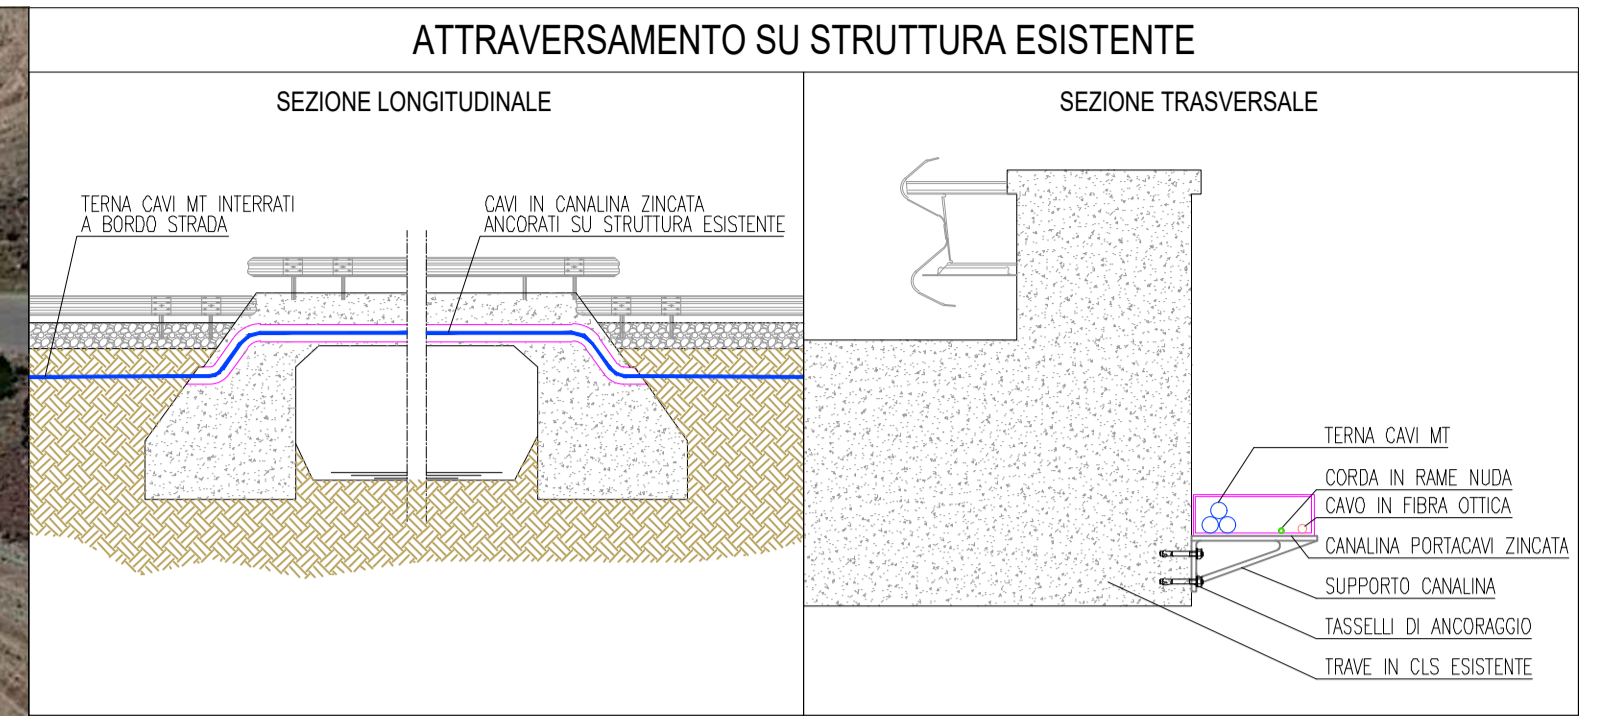 ATTRAVERSAMENTO SU STRUTTURA ESISTENTE
SEZIONE LONGITUDINALE
TERNA CAVI MT INTERRATI
A BORDO STRADA
CAVI IN CANALINA ZINCATA
ANCORATI SU STRUTTURA ESISTENTE
SEZIONE TRASVERSALE
TERNA CAVI MT
CORDA IN RAME NUDA
CAVO IN FIBRA OTTICA
CANALINA PORTACAVI ZINCATA
SUPPORTO CANALINA
TASSELLI DI ANCORAGGIO
TRAVE IN CLS ESISTENTE